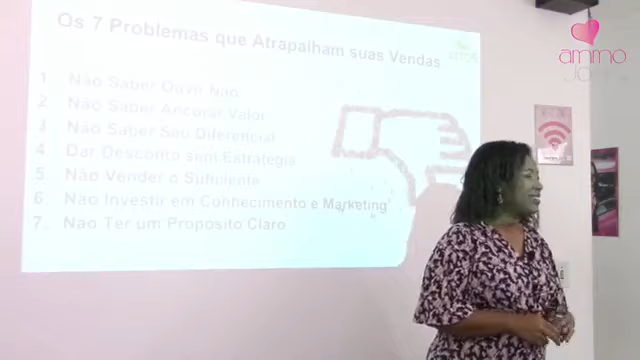 Os 7 Problemas que Atrapalham suas Vendas
1. Não Saber Ouvir Não
2. Não Saber Ancorar Valor
3. Não Saber Seu Diferencial
4. Dar Desconto sem Estratégia
5. Não Vender o Suficiente
6. Não Investir em Conhecimento e Marketing
7. Não Ter um Propósito Claro
ammo